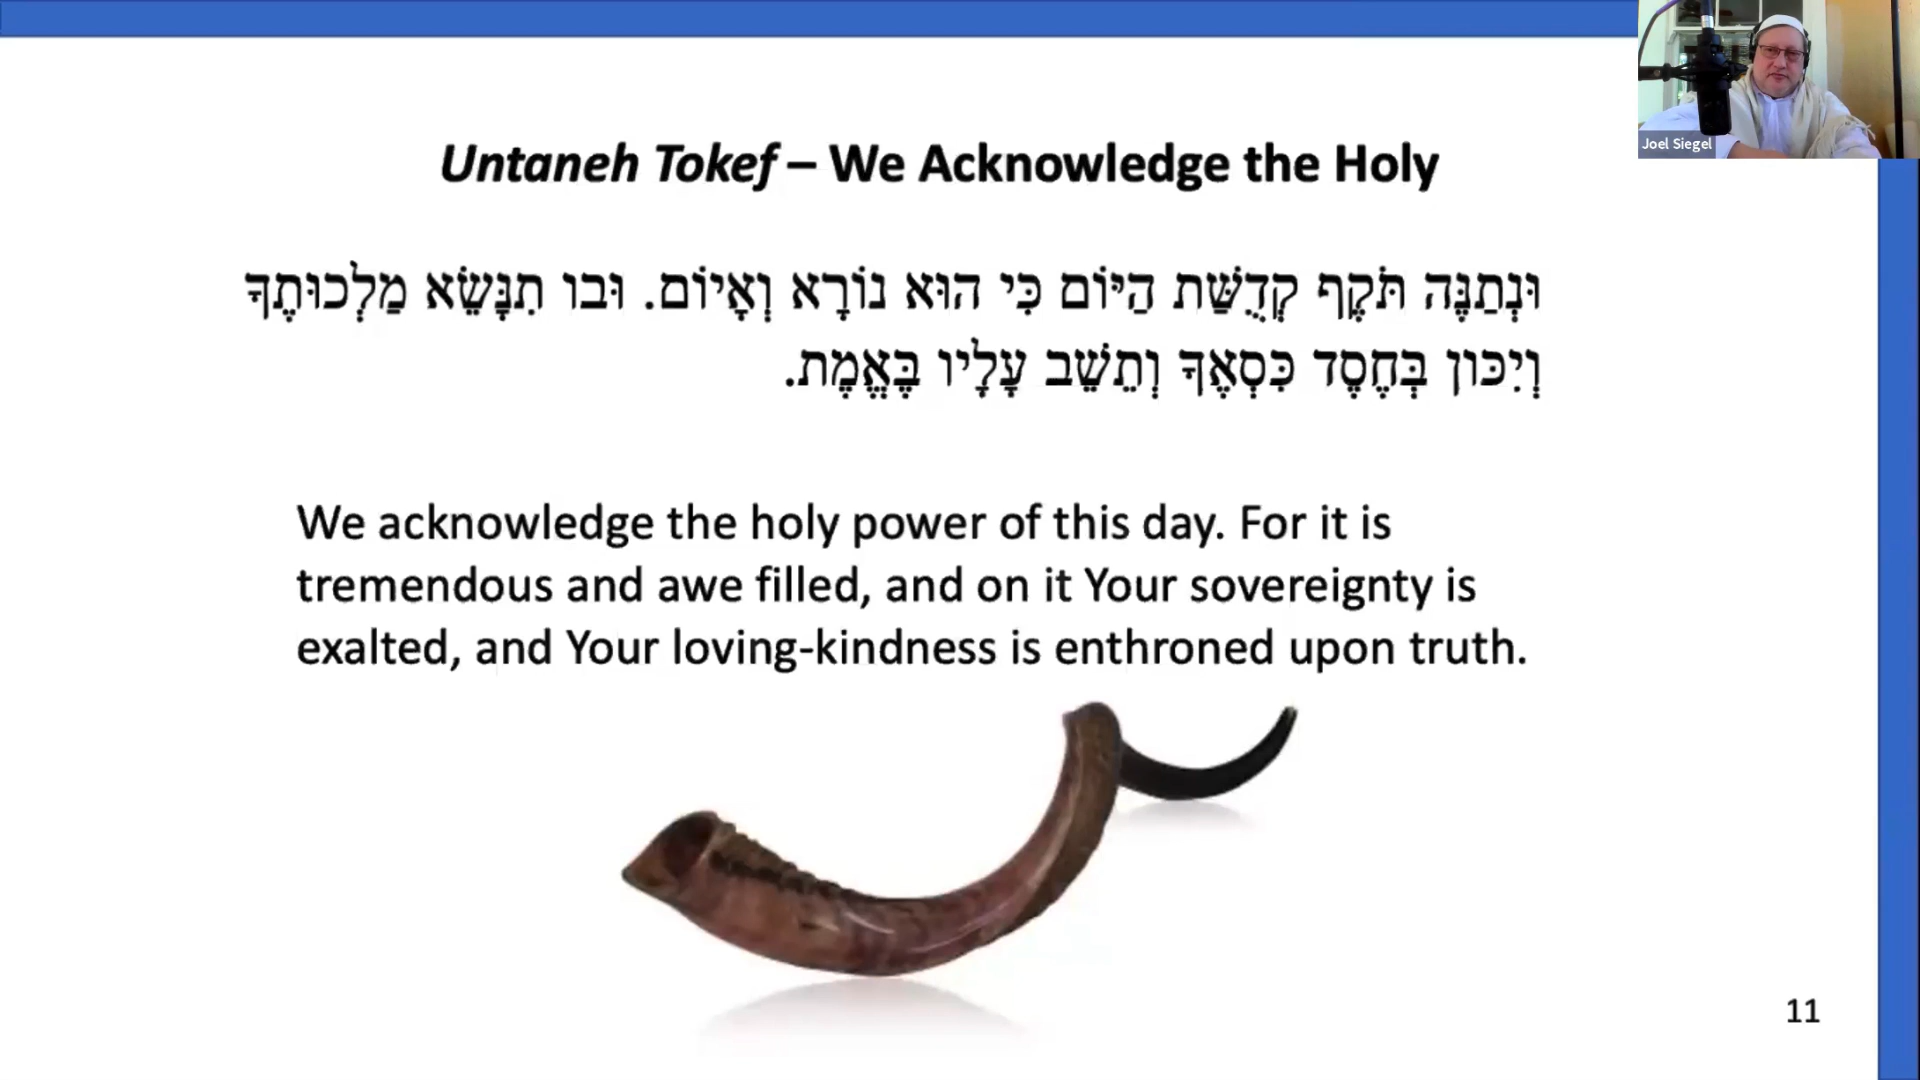 Untaneh Tokef – We Acknowledge the Holy
וּנְתַנֶּה תֹּקֶף קְדֻשַּׁת הַיּוֹם כִּי הוּא נוֹרָא וְאָיוֹם. וּבו תִנָּשֵׂא מַלְכוּתֶךָ
וְיִכּון בְּחֶסֶד כִּסְאֶךָ וְתֵשֵׁב עָלָיו בֶּאֱמֶת.
We acknowledge the holy power of this day. For it is
tremendous and awe filled, and on it Your sovereignty is
exalted, and Your loving-kindness is enthroned upon truth.
11
Joel Siegel